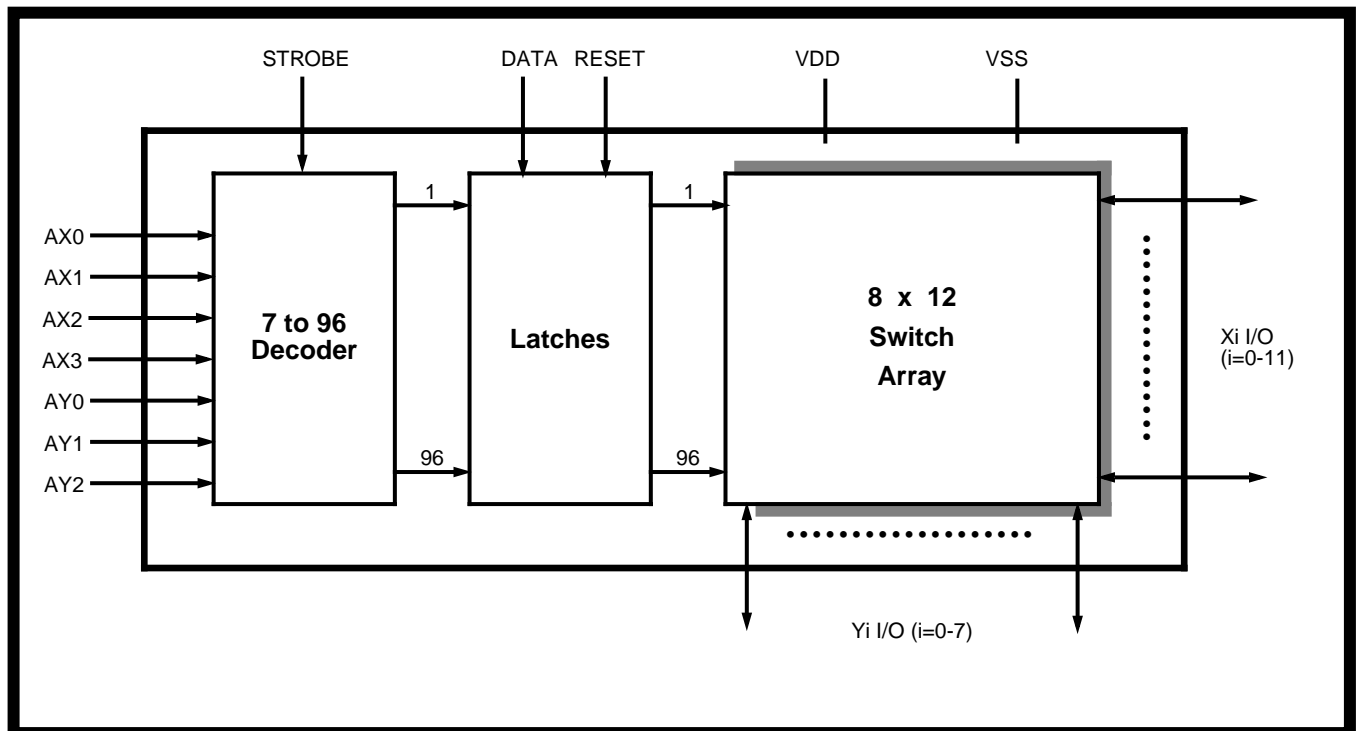 STROBE
DATA RESET
VDD
VSS
AX0
AX1
AX2
AX3
AY0
AY1
AY2
7 to 96
Decoder
1
96
Latches
1
96
8 x 12
Switch
Array
Xi I/O
(i=0-11)
Yi I/O (i=0-7)